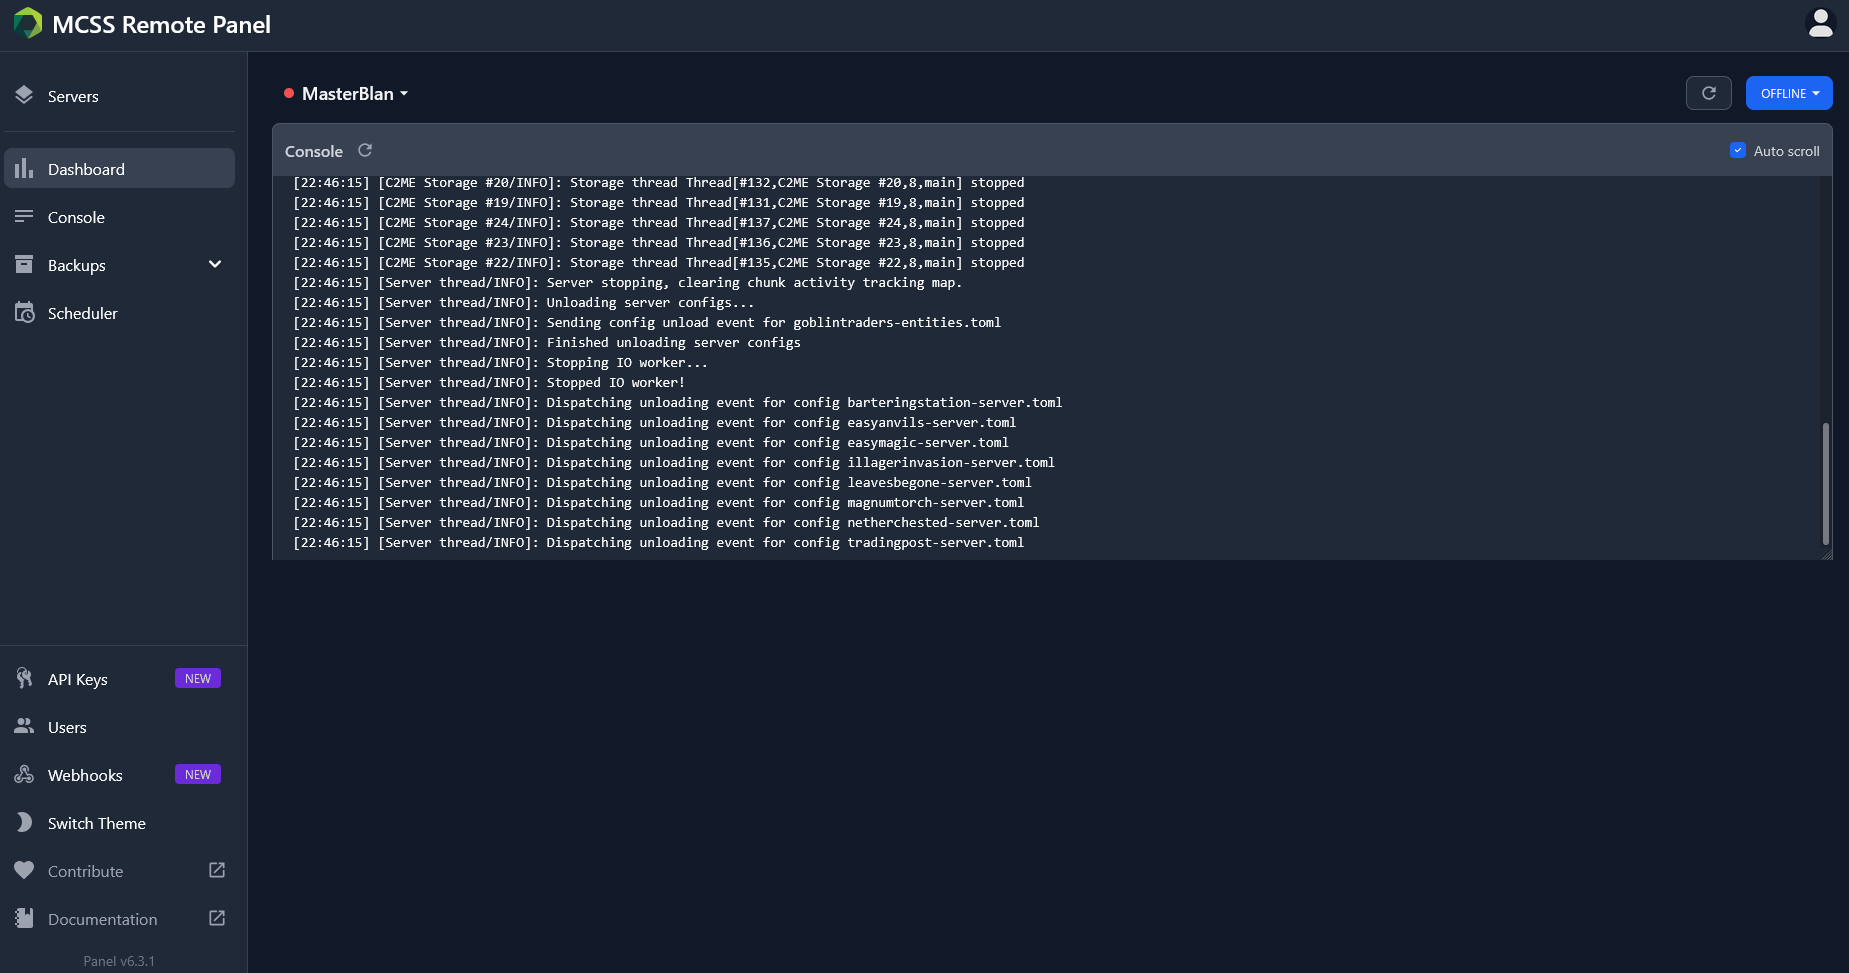 MCSS Remote Panel
Servers
Dashboard
Console
Backups
Scheduler
API Keys NEW
Users
Webhooks NEW
Switch Theme
Contribute
Documentation
Panel v6.3.1
MasterBlan
OFFLINE
Console
Auto scroll
[22:46:15] [C2ME Storage #20/INFO]: Storage thread Thread[#132,C2ME Storage #20,8,main] stopped
[22:46:15] [C2ME Storage #19/INFO]: Storage thread Thread[#131,C2ME Storage #19,8,main] stopped
[22:46:15] [C2ME Storage #24/INFO]: Storage thread Thread[#137,C2ME Storage #24,8,main] stopped
[22:46:15] [C2ME Storage #23/INFO]: Storage thread Thread[#136,C2ME Storage #23,8,main] stopped
[22:46:15] [C2ME Storage #22/INFO]: Storage thread Thread[#135,C2ME Storage #22,8,main] stopped
[22:46:15] [Server thread/INFO]: Server stopping, clearing chunk activity tracking map.
[22:46:15] [Server thread/INFO]: Unloading server configs...
[22:46:15] [Server thread/INFO]: Sending config unload event for goblintraders-entities.toml
[22:46:15] [Server thread/INFO]: Finished unloading server configs
[22:46:15] [Server thread/INFO]: Stopping IO worker...
[22:46:15] [Server thread/INFO]: Stopped IO worker!
[22:46:15] [Server thread/INFO]: Dispatching unloading event for config barteringstation-server.toml
[22:46:15] [Server thread/INFO]: Dispatching unloading event for config easyanvils-server.toml
[22:46:15] [Server thread/INFO]: Dispatching unloading event for config easymagic-server.toml
[22:46:15] [Server thread/INFO]: Dispatching unloading event for config illagerinvasion-server.toml
[22:46:15] [Server thread/INFO]: Dispatching unloading event for config leavesbegone-server.toml
[22:46:15] [Server thread/INFO]: Dispatching unloading event for config magnumtorch-server.toml
[22:46:15] [Server thread/INFO]: Dispatching unloading event for config netherchested-server.toml
[22:46:15] [Server thread/INFO]: Dispatching unloading event for config tradingpost-server.toml